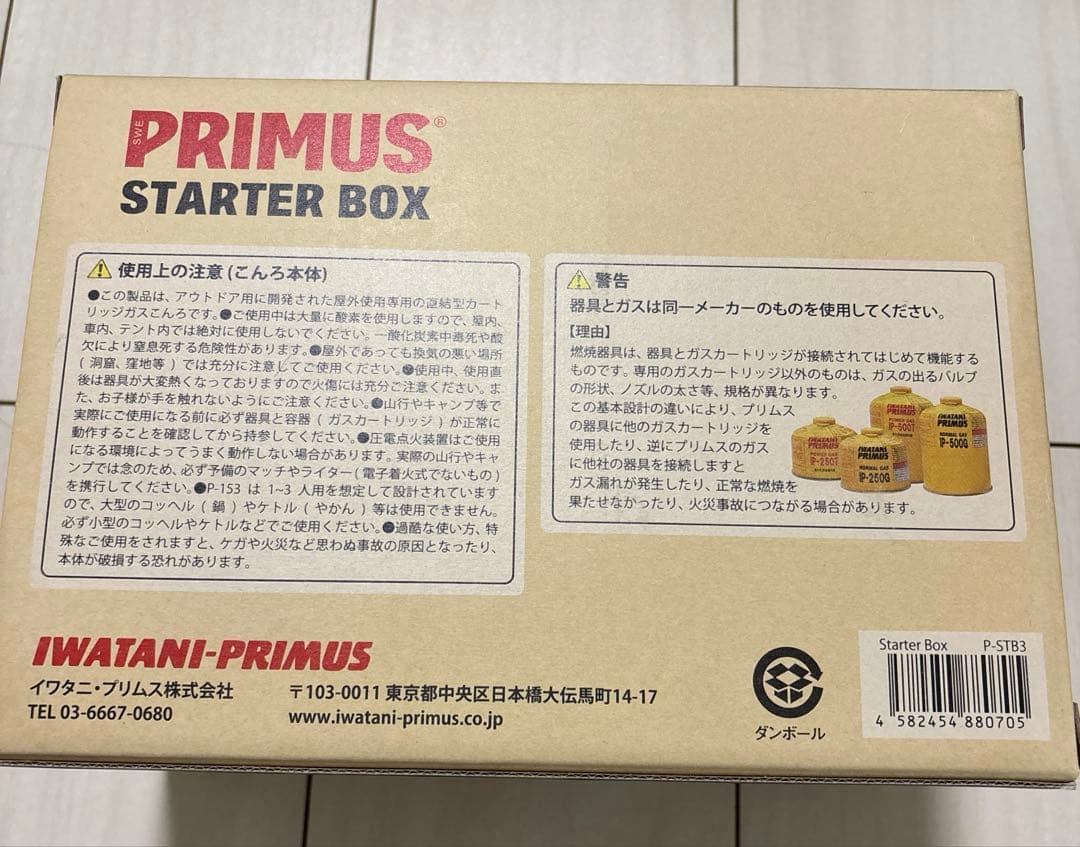 SWE
PRIMUS®
STARTER BOX
使用上の注意 (こんろ本体)
●この製品は、アウトドア用に開発された屋外使用専用の直結型カート
リッジガスこんろです。●ご使用中は大量に酸素を使用しますので、屋内、
車内、テント内では絶対に使用しないでください。一酸化炭素中毒死や酸
欠により窒息死する危険性があります。●屋外であっても換気の悪い場所
( 洞窟、窪地等 ) では充分に注意してご使用ください。●使用中、使用直
後は器具が大変熱くなっておりますので火傷には充分ご注意ください。ま
た、お子様が手を触れないようにご注意ください。●山行やキャンプ等で
実際にご使用になる前に必ず器具と容器 ( ガスカートリッジ ) が正常に
動作することを確認してから持参してください。●圧電点火装置はご使用
になる環境によってうまく動作しない場合があります。実際の山行やキャ
ンプでは念のため、必ず予備のマッチやライター (電子着火式でないもの)
を携行してください。●P-153 は 1~3 人用を想定して設計されています
ので、大型のコッヘル ( 鍋 ) やケトル ( やかん ) 等は使用できません。
必ず小型のコッヘルやケトルなどでご使用ください。●過酷な使い方、特
殊なご使用をされますと、ケガや火災など思わぬ事故の原因となったり、
本体が破損する恐れがあります。
警告
器具とガスは同一メーカーのものを使用してください。
【理由】
燃焼器具は、器具とガスカートリッジが接続されてはじめて機能する
ものです。専用のガスカートリッジ以外のものは、ガスの出るバルブ
の形状、ノズルの太さ等、規格が異なります。
この基本設計の違いにより、プリムス
の器具に他のガスカートリッジを
使用したり、逆にプリムスのガス
に他社の器具を接続しますと
ガス漏れが発生したり、正常な燃焼を
果たせなかったり、火災事故につながる場合があります。
IWATANI
PRIMUS
POWER GAS
IP-500T
IWATANI
PRIMUS
NORMAL GAS
IP-500G
IWATANI
PRIMUS
POWER GAS
IP-250T
IWATANI
PRIMUS
NORMAL GAS
IP-250G
IWATANI-PRIMUS
イワタニ・プリムス株式会社
TEL 03-6667-0680
〒103-0011 東京都中央区日本橋大伝馬町14-17
www.iwatani-primus.co.jp
ダンボール
Starter Box P-STB3
4 582454 880705